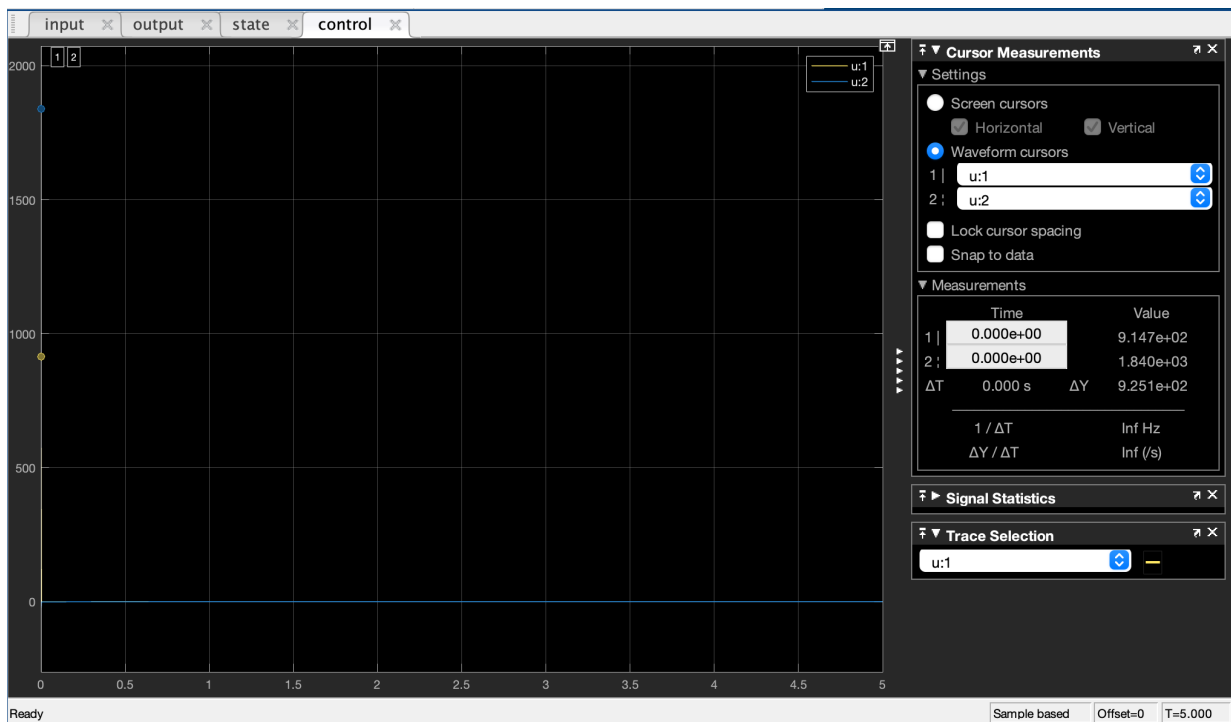 input output state control
1 2
u:1
u:2
2000
1500
1000
500
0
0 0.5 1 1.5 2 2.5 3 3.5 4 4.5 5
Cursor Measurements
Settings
Screen cursors
Horizontal Vertical
Waveform cursors
1 | u:1
2 ¦ u:2
Lock cursor spacing
Snap to data
Measurements
Time Value
1 | 0.000e+00 9.147e+02
2 ¦ 0.000e+00 1.840e+03
ΔT 0.000 s ΔY 9.251e+02
1 / ΔT Inf Hz
ΔY / ΔT Inf (/s)
Signal Statistics
Trace Selection
u:1
Ready Sample based Offset=0 T=5.000